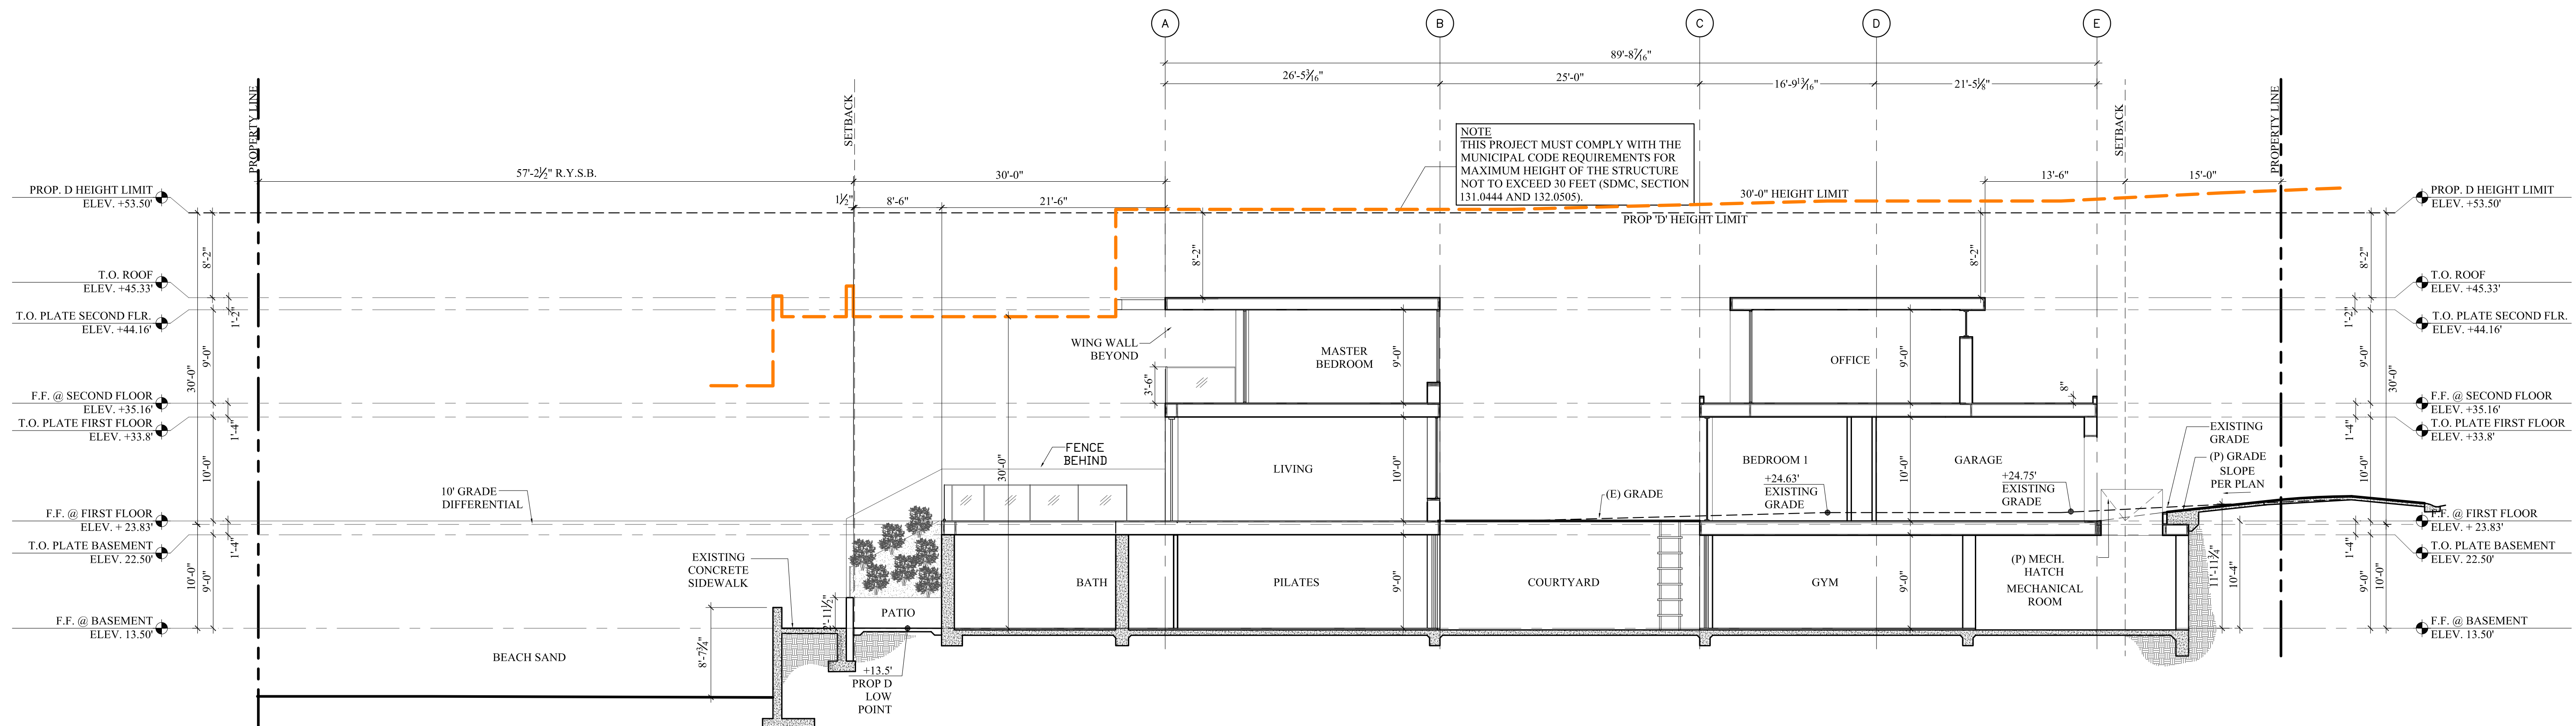 A
B
C
D
E
89'-8 7/16"
26'-5 3/16"
25'-0"
16'-9 13/16"
21'-5 1/8"
PROPERTY LINE
SETBACK
SETBACK
PROPERTY LINE
NOTE
THIS PROJECT MUST COMPLY WITH THE
MUNICIPAL CODE REQUIREMENTS FOR
MAXIMUM HEIGHT OF THE STRUCTURE
NOT TO EXCEED 30 FEET (SDMC, SECTION
131.0444 AND 132.0505).
57'-2 1/2" R.Y.S.B.
30'-0"
13'-6"
15'-0"
1 1/2"
8'-6"
21'-6"
30'-0" HEIGHT LIMIT
PROP 'D' HEIGHT LIMIT
PROP. D HEIGHT LIMIT
ELEV. +53.50'
T.O. ROOF
ELEV. +45.33'
T.O. PLATE SECOND FLR.
ELEV. +44.16'
F.F. @ SECOND FLOOR
ELEV. +35.16'
T.O. PLATE FIRST FLOOR
ELEV. +33.8'
F.F. @ FIRST FLOOR
ELEV. + 23.83'
T.O. PLATE BASEMENT
ELEV. 22.50'
F.F. @ BASEMENT
ELEV. 13.50'
8'-2"
1'-2"
9'-0"
30'-0"
1'-4"
10'-0"
1'-4"
10'-0"
9'-0"
10' GRADE
DIFFERENTIAL
BEACH SAND
EXISTING
CONCRETE
SIDEWALK
8'-7 3/4"
2'-11 1/2"
PATIO
+13.5'
PROP D
LOW
POINT
30'-0"
FENCE
BEHIND
WING WALL
BEYOND
3'-6"
8'-2"
MASTER
BEDROOM
9'-0"
LIVING
10'-0"
BATH
PILATES
9'-0"
COURTYARD
(E) GRADE
8'-2"
OFFICE
9'-0"
8"
BEDROOM 1
+24.63'
EXISTING
GRADE
10'-0"
GARAGE
+24.75'
EXISTING
GRADE
GYM
9'-0"
(P) MECH.
HATCH
MECHANICAL
ROOM
EXISTING
GRADE
(P) GRADE
SLOPE
PER PLAN
11'-11 3/4"
10'-4"
8'-2"
1'-2"
9'-0"
30'-0"
1'-4"
10'-0"
1'-4"
9'-0"
10'-0"
PROP. D HEIGHT LIMIT
ELEV. +53.50'
T.O. ROOF
ELEV. +45.33'
T.O. PLATE SECOND FLR.
ELEV. +44.16'
F.F. @ SECOND FLOOR
ELEV. +35.16'
T.O. PLATE FIRST FLOOR
ELEV. +33.8'
F.F. @ FIRST FLOOR
ELEV. + 23.83'
T.O. PLATE BASEMENT
ELEV. 22.50'
F.F. @ BASEMENT
ELEV. 13.50'